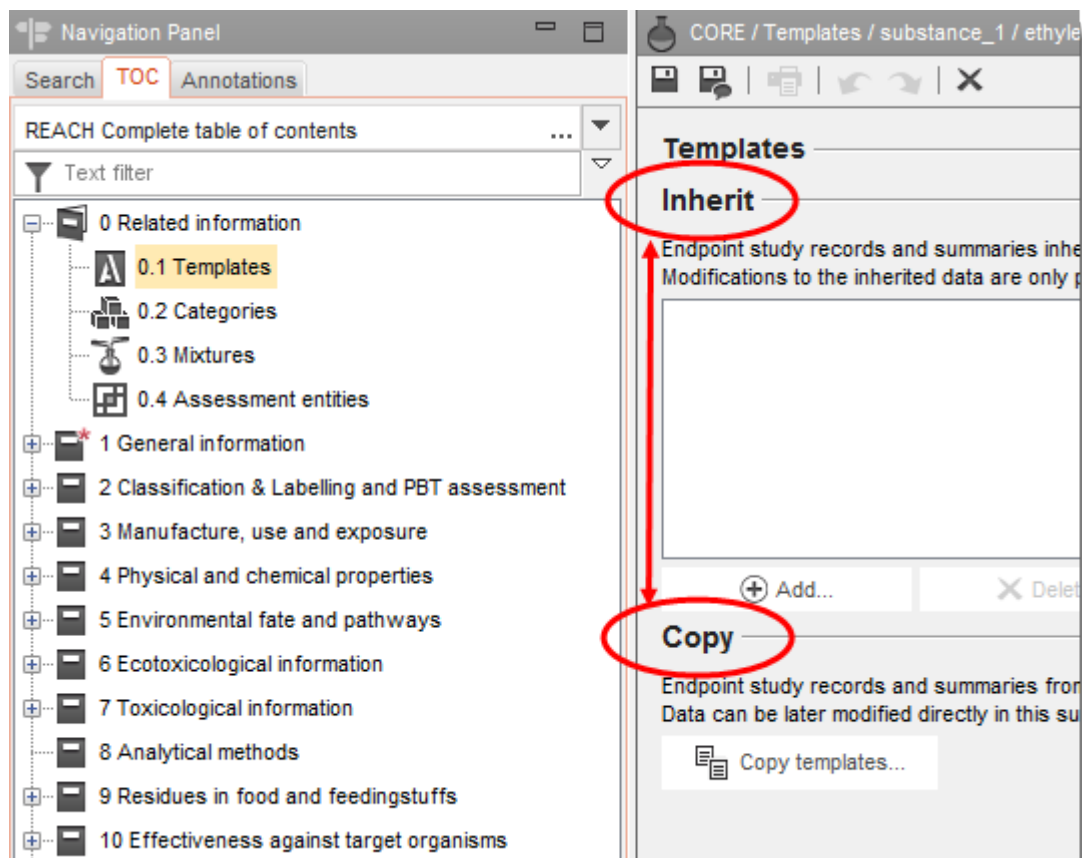 Navigation Panel
Search TOC Annotations
REACH Complete table of contents ...
Text filter
0 Related information
0.1 Templates
0.2 Categories
0.3 Mixtures
0.4 Assessment entities
1 General information
2 Classification & Labelling and PBT assessment
3 Manufacture, use and exposure
4 Physical and chemical properties
5 Environmental fate and pathways
6 Ecotoxicological information
7 Toxicological information
8 Analytical methods
9 Residues in food and feedingstuffs
10 Effectiveness against target organisms
CORE / Templates / substance_1 / ethyle
Templates
Inherit
Endpoint study records and summaries inhe
Modifications to the inherited data are only p
Add...
Delet
Copy
Endpoint study records and summaries from
Data can be later modified directly in this su
Copy templates...